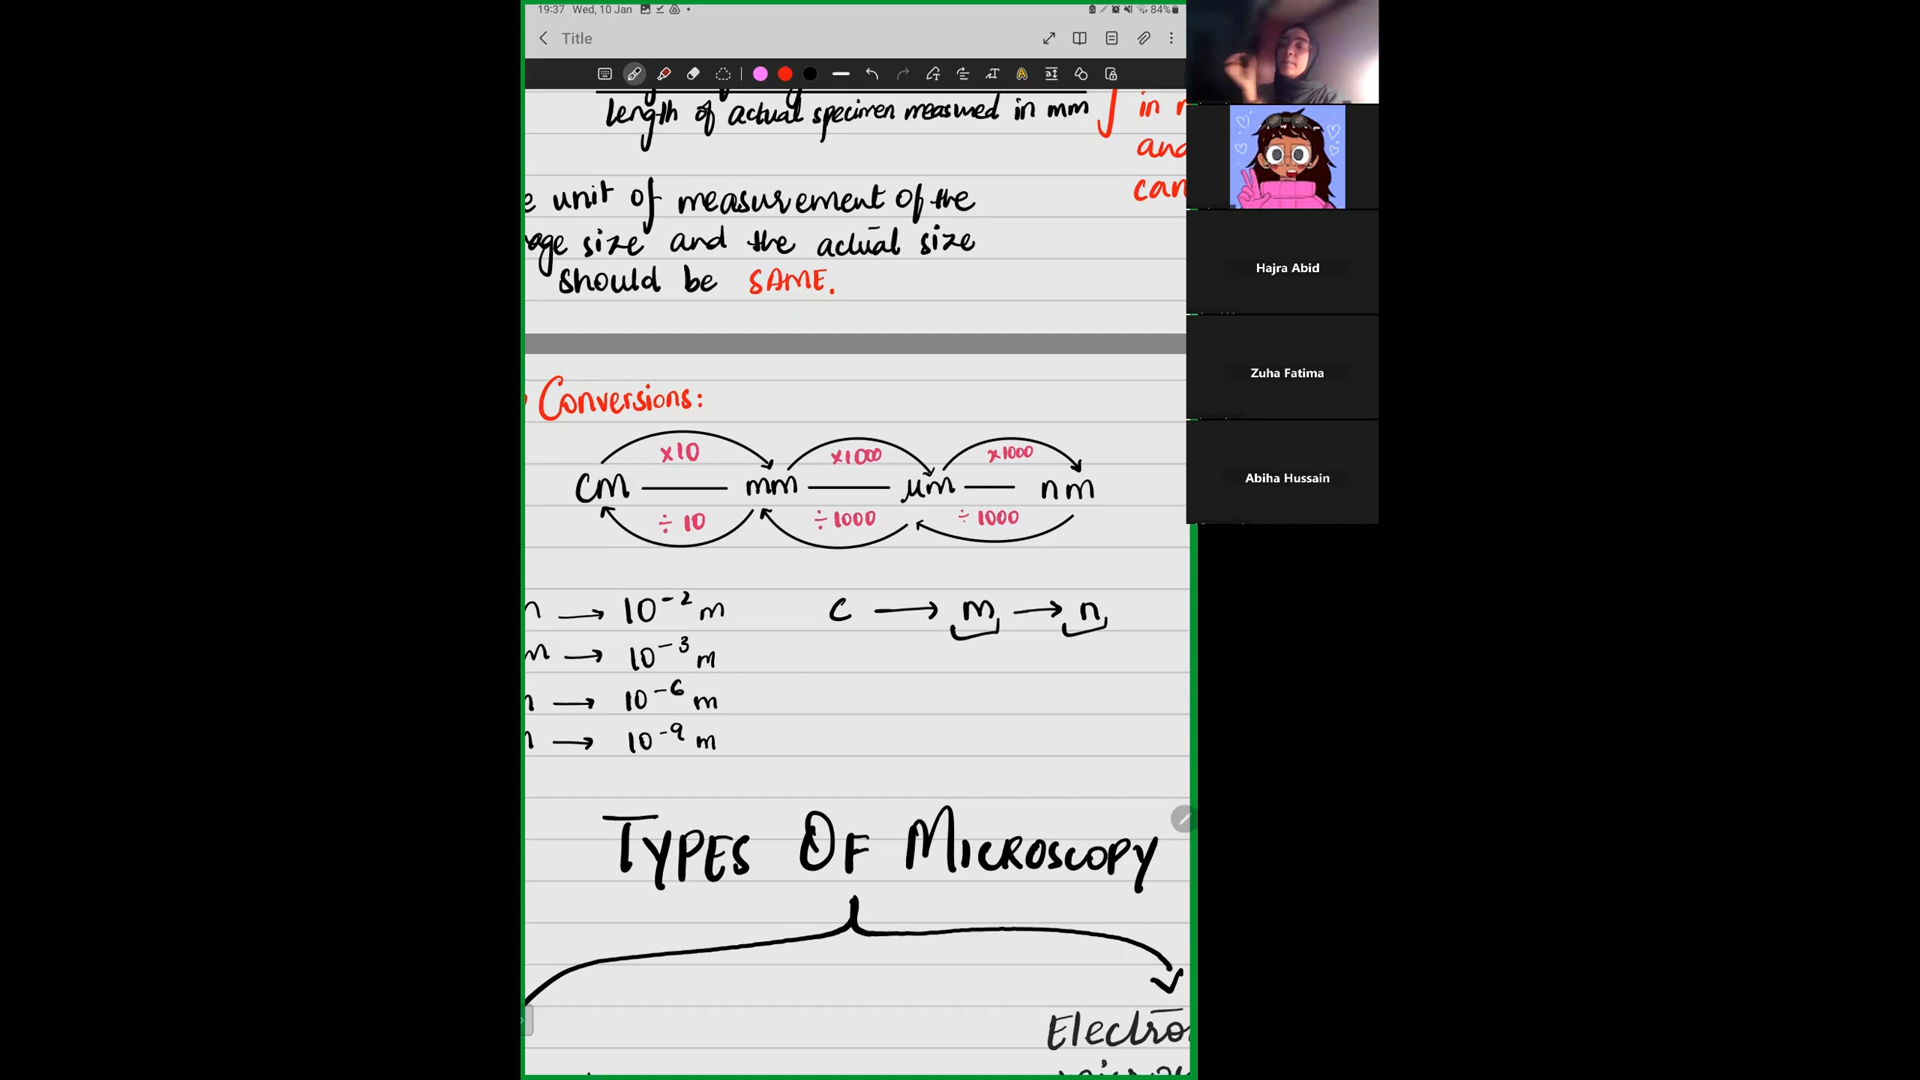 19:37 Wed, 10 Jan
84%
Title
length of actual specimen measured in mm
in
and
can
unit of measurement of the
size and the actual size
should be SAME.
Conversions:
x10 x1000 x1000
cm mm µm nm
÷10 ÷1000 ÷1000
10⁻² m c → m → n
10⁻³ m
10⁻⁶ m
10⁻⁹ m
TYPES OF MICROSCOPY
Electro
Hajra Abid
Zuha Fatima
Abiha Hussain